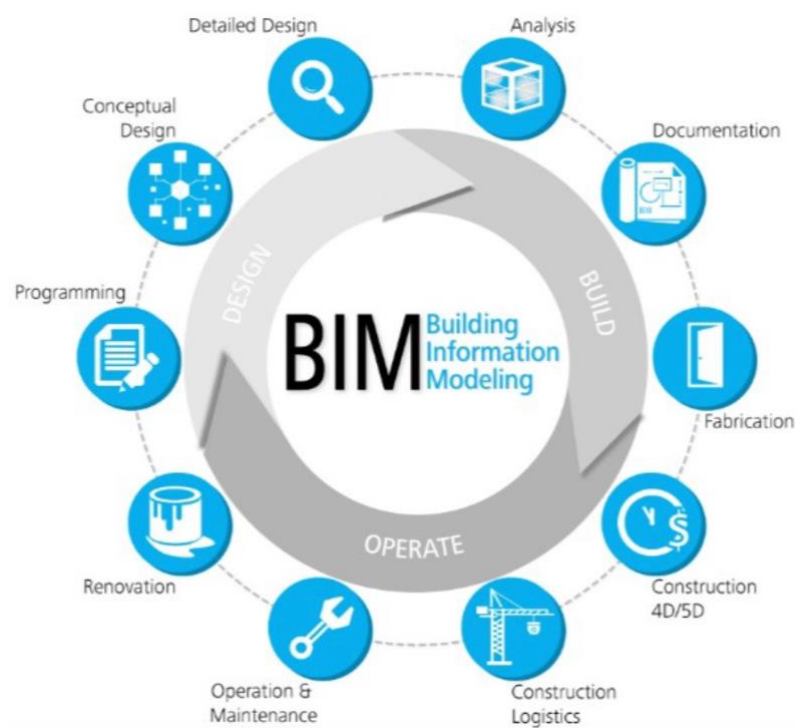 Detailed Design
Analysis
Conceptual
Design
Documentation
Programming
DESIGN
BUILD
BIM
Building
Information
Modeling
Fabrication
Renovation
OPERATE
Construction
4D/5D
Operation &
Maintenance
Construction
Logistics